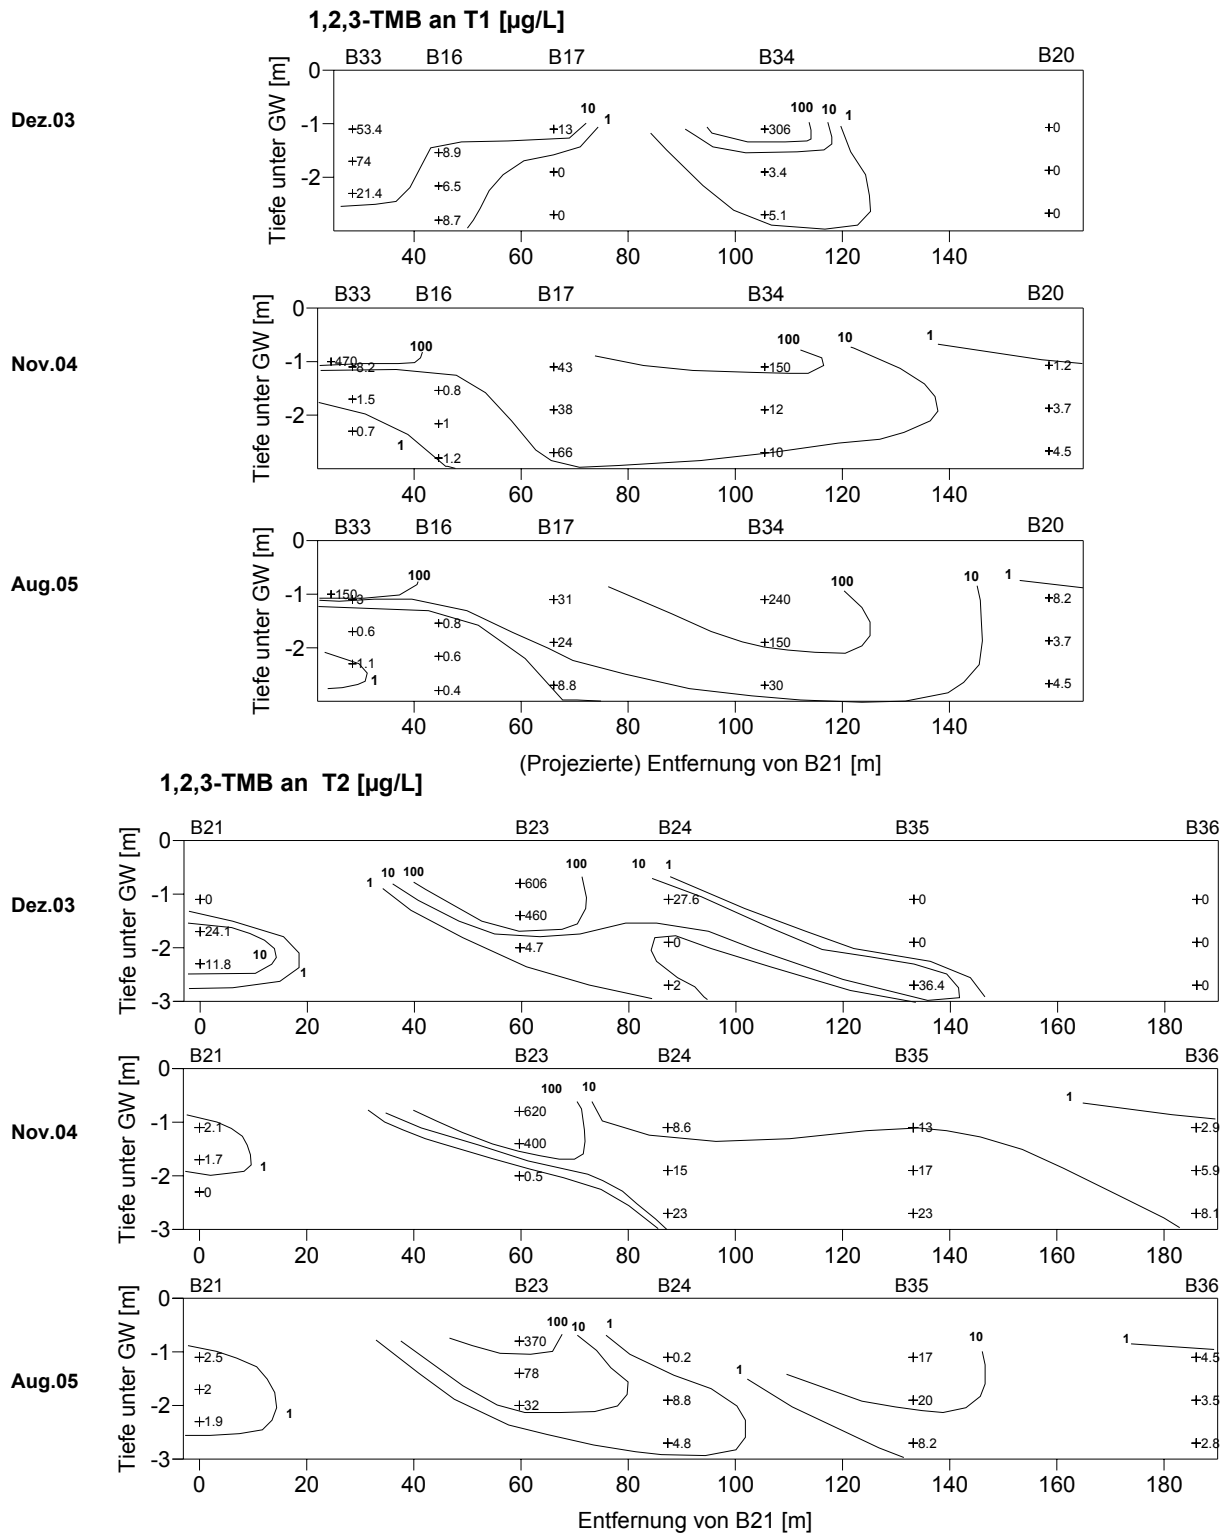 1,2,3-TMB an T1 [µg/L]
B33 B16 B17 B34 B20
Dez.03
Tiefe unter GW [m]
0
-1
-2
10 1 100 10 1
+53.4 +13 +306 +0
+8.9
+74 +0 +3.4 +0
+6.5
+21.4 +0 +5.1 +0
+8.7
40 60 80 100 120 140
B33 B16 B17 B34 B20
Nov.04
Tiefe unter GW [m]
0
-1
-2
100 100 10 1
+470
+8.2 +43 +150 +1.2
+0.8
+1.5 +38 +12 +3.7
+1
+0.7 1
+1.2 +66 +10 +4.5
40 60 80 100 120 140
B33 B16 B17 B34 B20
Aug.05
Tiefe unter GW [m]
0
-1
-2
100 100 10 1
+150
+3 +31 +240 +8.2
+0.8
+0.6 +24 +150 +3.7
+0.6
+1.1 1
+0.4 +8.8 +30 +4.5
40 60 80 100 120 140
(Projezierte) Entfernung von B21 [m]
1,2,3-TMB an T2 [µg/L]
B21 B23 B24 B35 B36
Dez.03
Tiefe unter GW [m]
0
-1
-2
-3
1 10 100 100 10 1
+606
+0 +460 +27.6 +0 +0
+24.1 +4.7 +0 +0 +0
10 1
+11.8 +2 +36.4 +0
0 20 40 60 80 100 120 140 160 180
B21 B23 B24 B35 B36
Nov.04
Tiefe unter GW [m]
0
-1
-2
-3
100 10 1
+620
+2.1 +400 +8.6 +13 +2.9
+1.7 1 +0.5 +15 +17 +5.9
+0 +23 +23 +8.1
0 20 40 60 80 100 120 140 160 180
B21 B23 B24 B35 B36
Aug.05
Tiefe unter GW [m]
0
-1
-2
-3
100 10 1 10 1
+370
+2.5 +78 +0.2 +17 +4.5
1
+2 +32 +8.8 +20 +3.5
+1.9 1 +4.8 +8.2 +2.8
0 20 40 60 80 100 120 140 160 180
Entfernung von B21 [m]